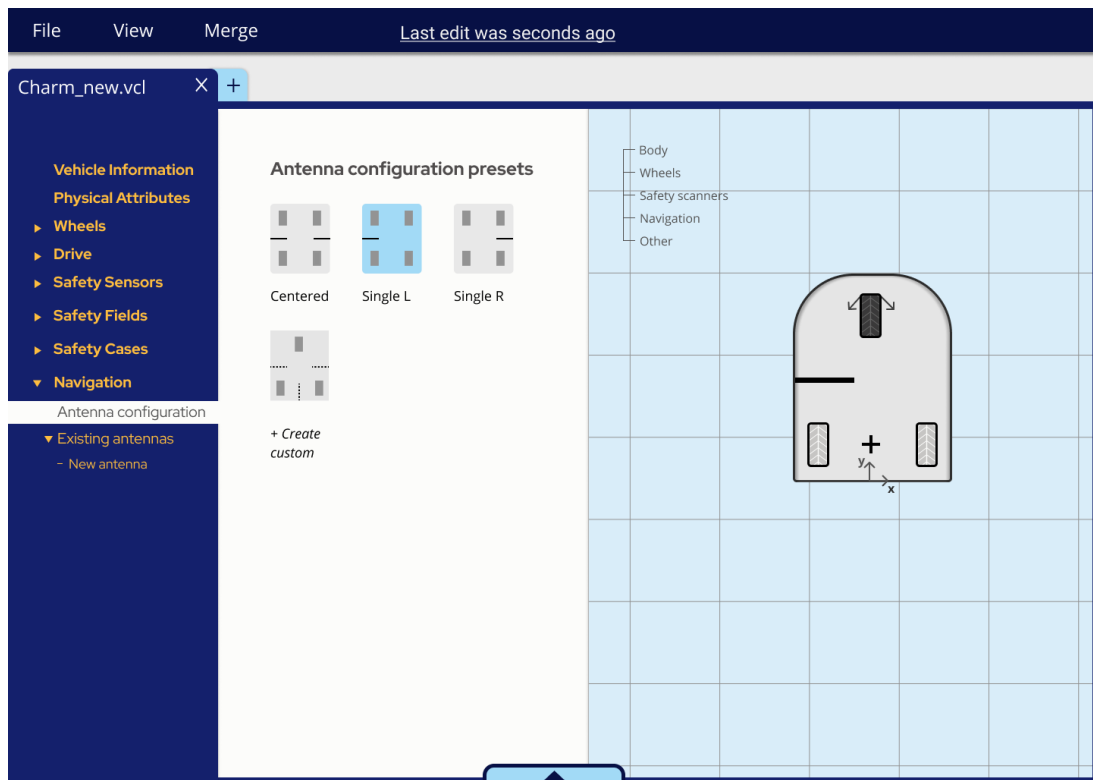 File View Merge Last edit was seconds ago
Charm_new.vcl X +
Vehicle Information
Physical Attributes
Wheels
Drive
Safety Sensors
Safety Fields
Safety Cases
Navigation
Antenna configuration
Existing antennas
- New antenna
Antenna configuration presets
Centered Single L Single R
+ Create
custom
Body
Wheels
Safety scanners
Navigation
Other
y
x